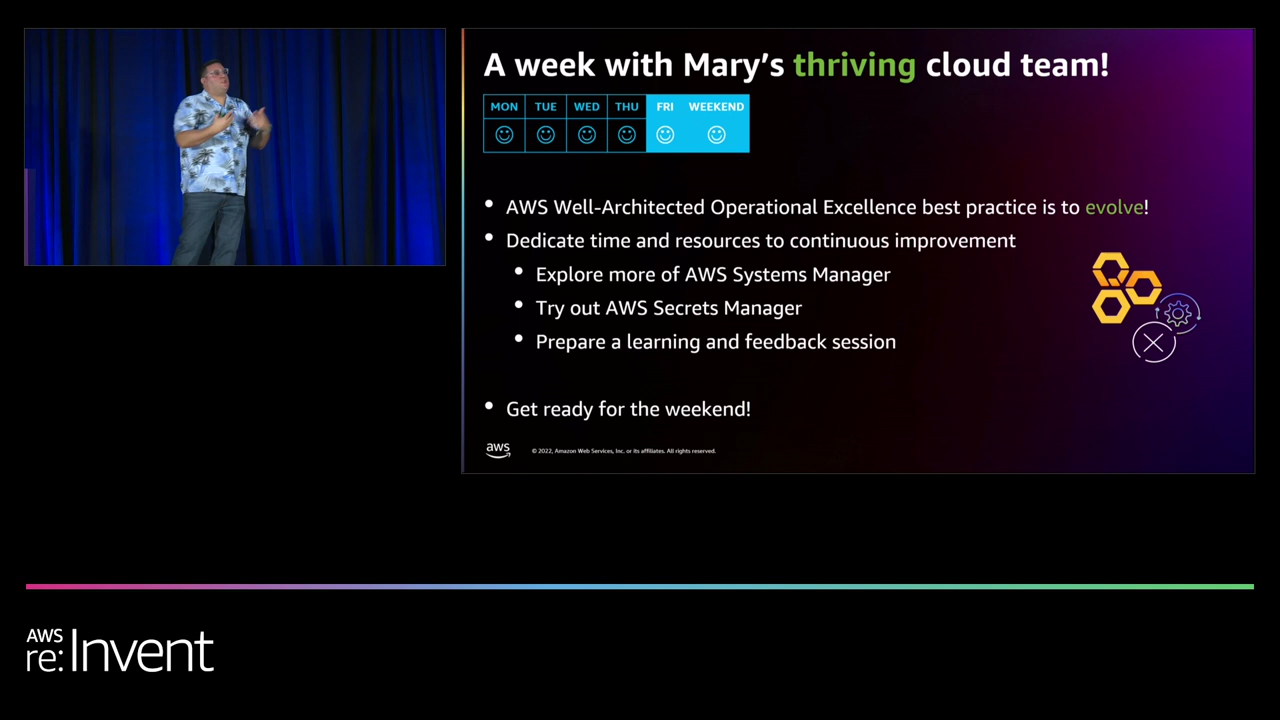 A week with Mary's thriving cloud team!
MON TUE WED THU FRI WEEKEND
• AWS Well-Architected Operational Excellence best practice is to evolve!
• Dedicate time and resources to continuous improvement
• Explore more of AWS Systems Manager
• Try out AWS Secrets Manager
• Prepare a learning and feedback session
• Get ready for the weekend!
aws
© 2022, Amazon Web Services, Inc. or its affiliates. All rights reserved.
AWS
re:Invent